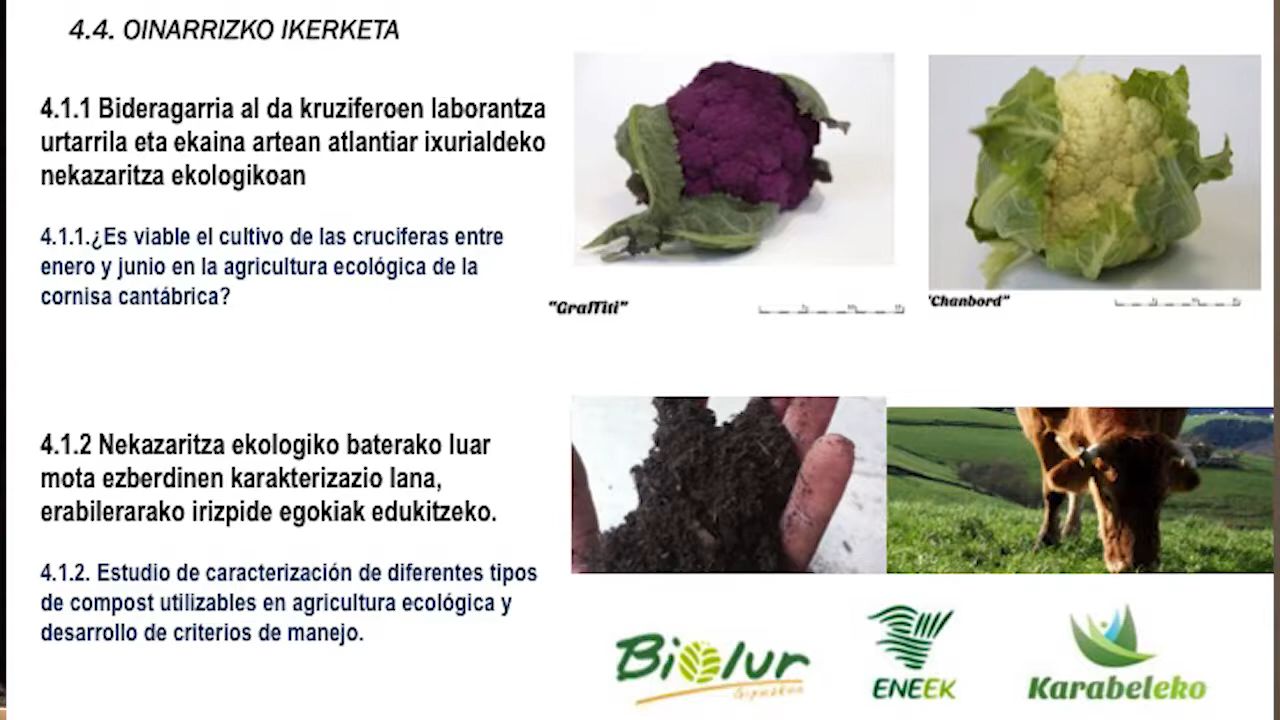 4.4. OINARRIZKO IKERKETA
4.1.1 Bideragarria al da kruziferoen laborantza
urtarrila eta ekaina artean atlantiar ixurialdeko
nekazaritza ekologikoan
4.1.1.¿Es viable el cultivo de las cruciferas entre
enero y junio en la agricultura ecológica de la
cornisa cantábrica?
"Graffiti"
"Chanbord"
4.1.2 Nekazaritza ekologiko baterako luar
mota ezberdinen karakterizazio lana,
erabilerarako irizpide egokiak edukitzeko.
4.1.2. Estudio de caracterización de diferentes tipos
de compost utilizables en agricultura ecológica y
desarrollo de criterios de manejo.
Biolur
Gipuzkoa
ENEEK
Karabeleko